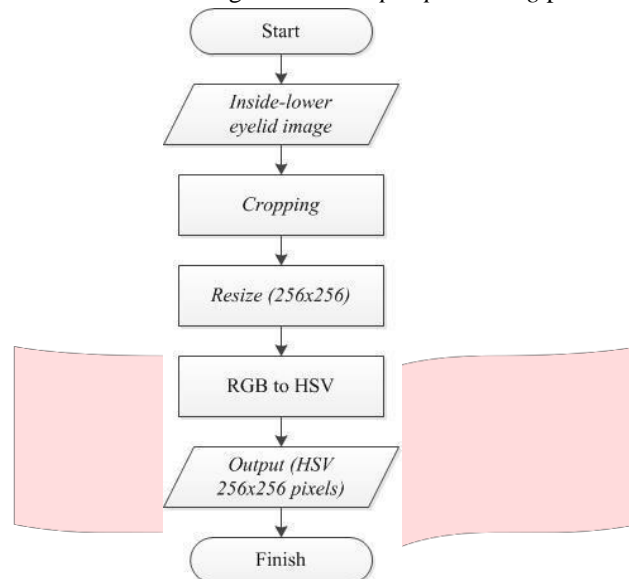 Start
Inside-lower
eyelid image
Cropping
Resize (256x256)
RGB to HSV
Output (HSV
256x256 pixels)
Finish